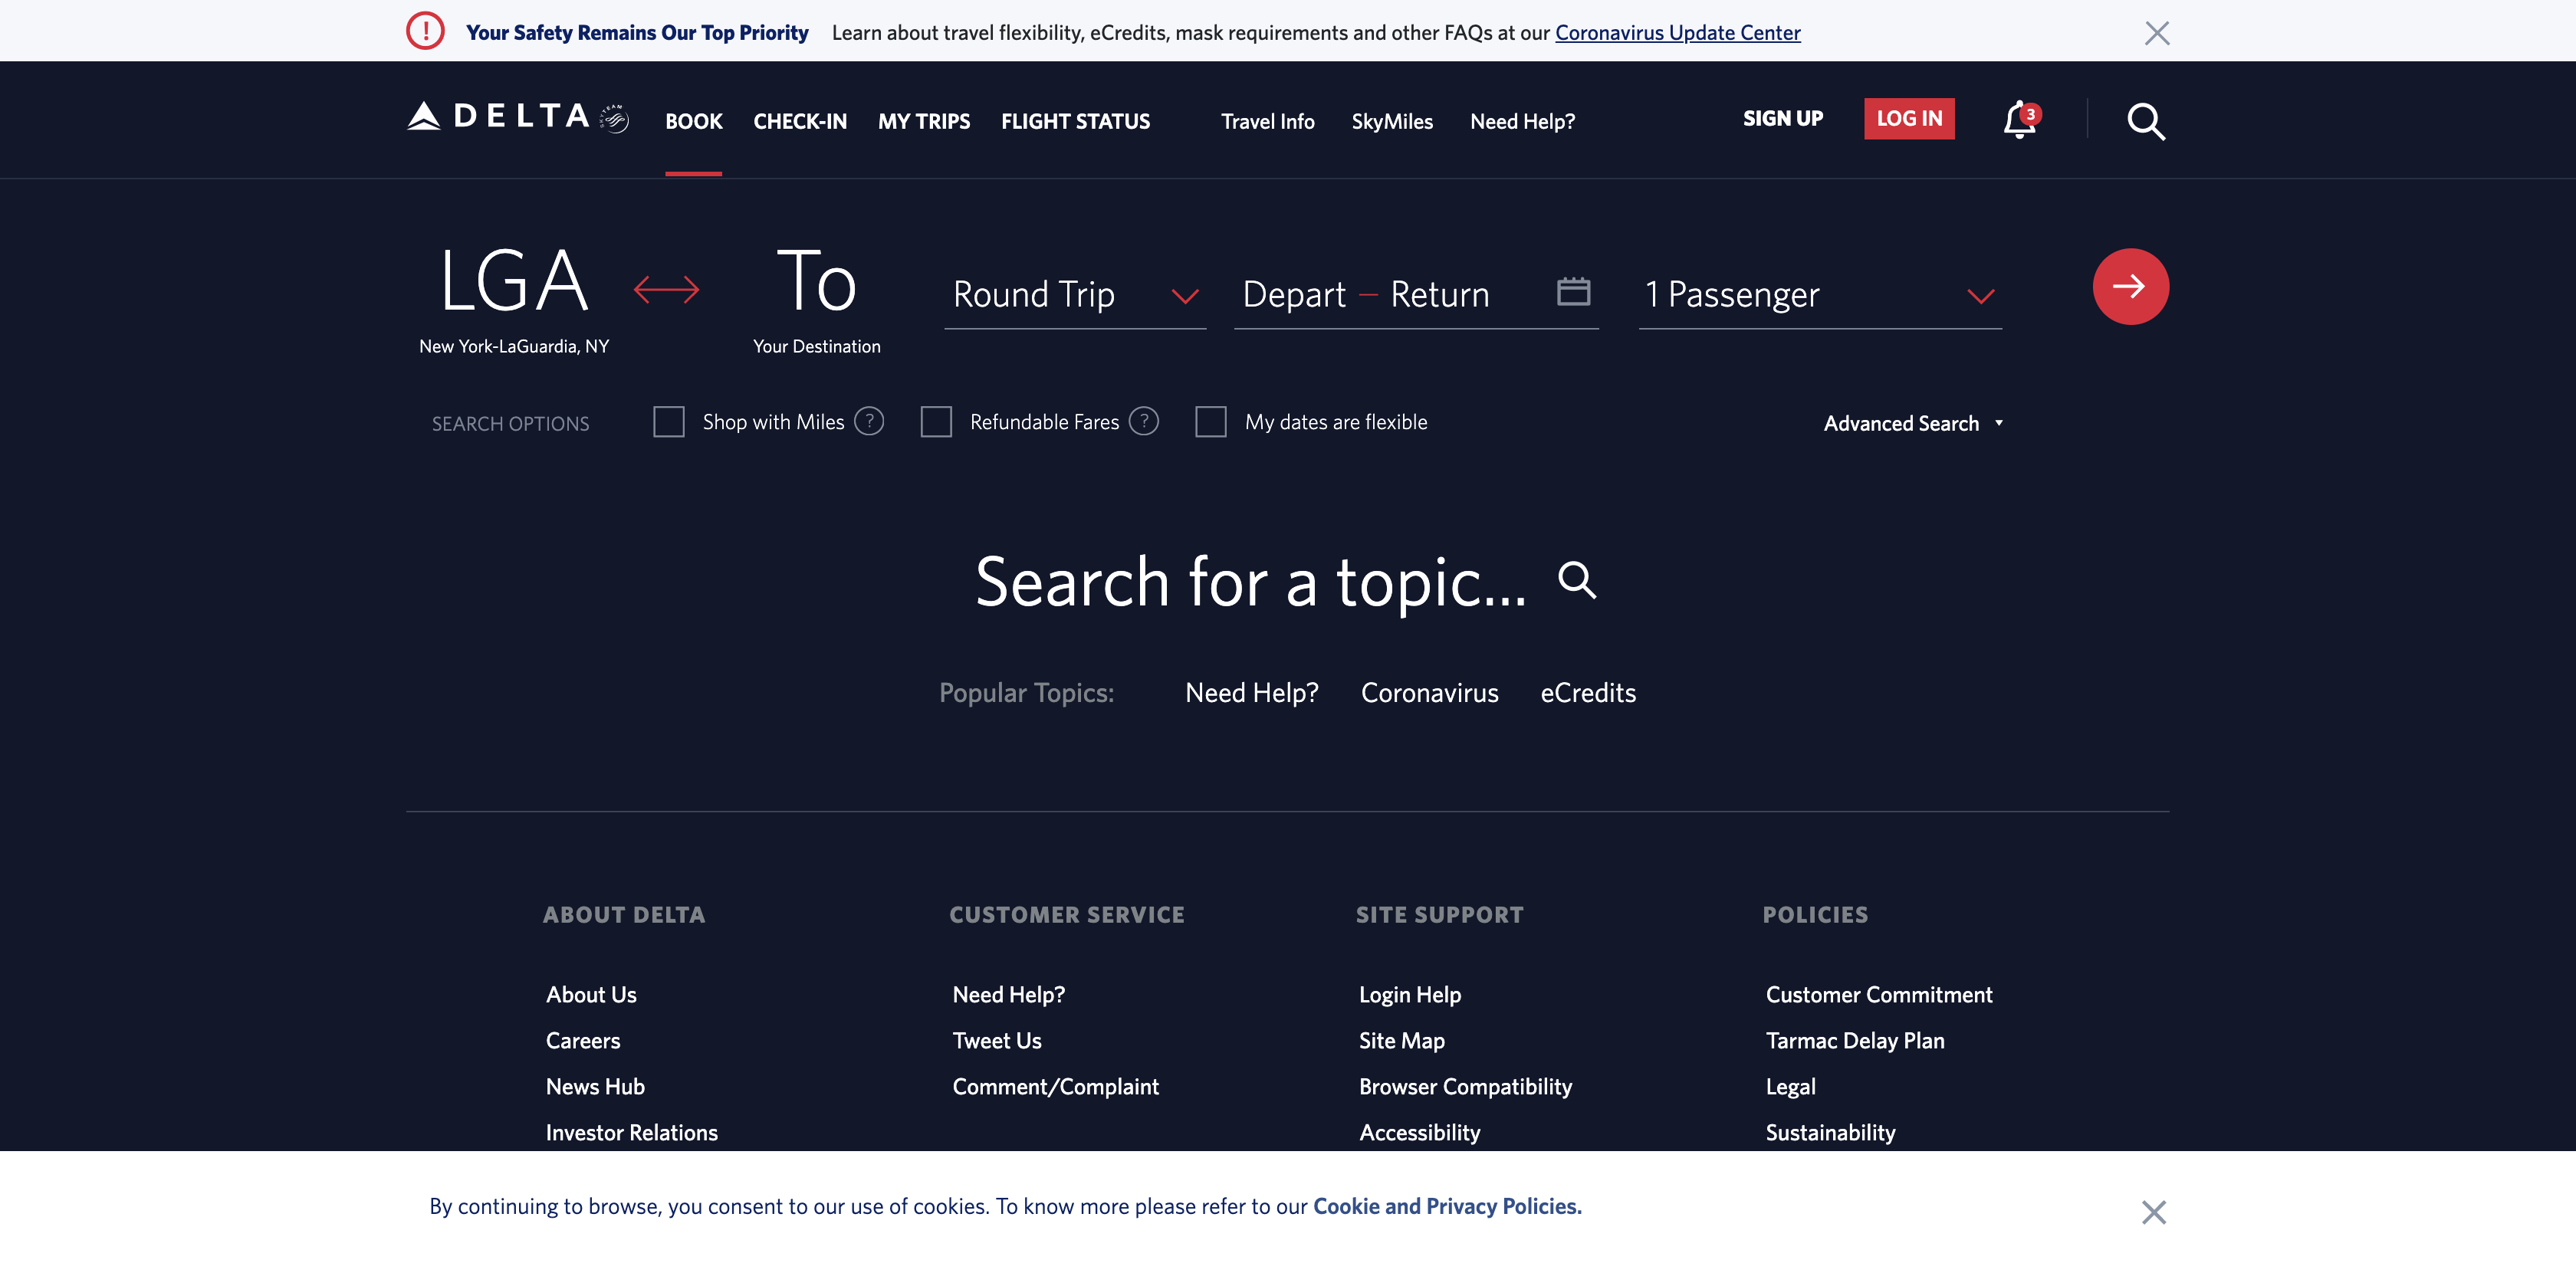 Your Safety Remains Our Top Priority Learn about travel flexibility, eCredits, mask requirements and other FAQs at our Coronavirus Update Center
DELTA BOOK CHECK-IN MY TRIPS FLIGHT STATUS Travel Info SkyMiles Need Help? SIGN UP LOG IN 3
LGA To Round Trip Depart – Return 1 Passenger
New York-LaGuardia, NY Your Destination
SEARCH OPTIONS Shop with Miles ? Refundable Fares ? My dates are flexible Advanced Search
Search for a topic...
Popular Topics: Need Help? Coronavirus eCredits
ABOUT DELTA CUSTOMER SERVICE SITE SUPPORT POLICIES
About Us Need Help? Login Help Customer Commitment
Careers Tweet Us Site Map Tarmac Delay Plan
News Hub Comment/Complaint Browser Compatibility Legal
Investor Relations Accessibility Sustainability
By continuing to browse, you consent to our use of cookies. To know more please refer to our Cookie and Privacy Policies.